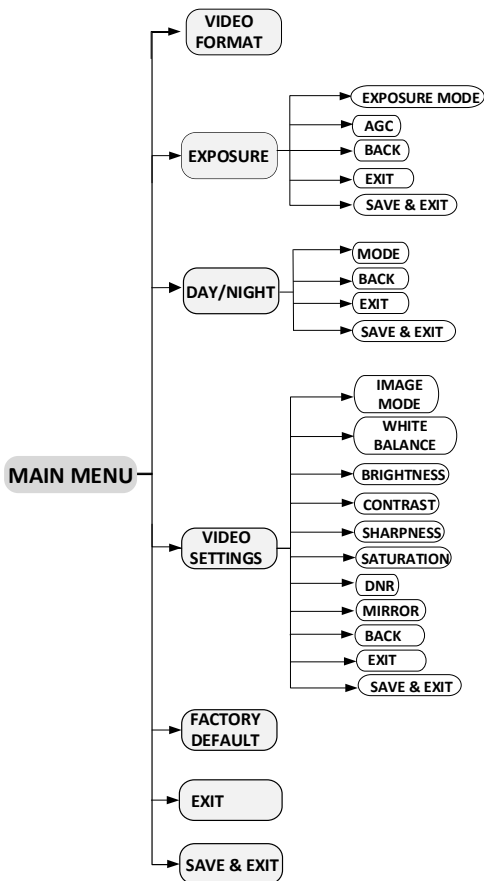 VIDEO
FORMAT
EXPOSURE
EXPOSURE MODE
AGC
BACK
EXIT
SAVE & EXIT
DAY/NIGHT
MODE
BACK
EXIT
SAVE & EXIT
MAIN MENU
VIDEO
SETTINGS
IMAGE
MODE
WHITE
BALANCE
BRIGHTNESS
CONTRAST
SHARPNESS
SATURATION
DNR
MIRROR
BACK
EXIT
SAVE & EXIT
FACTORY
DEFAULT
EXIT
SAVE & EXIT